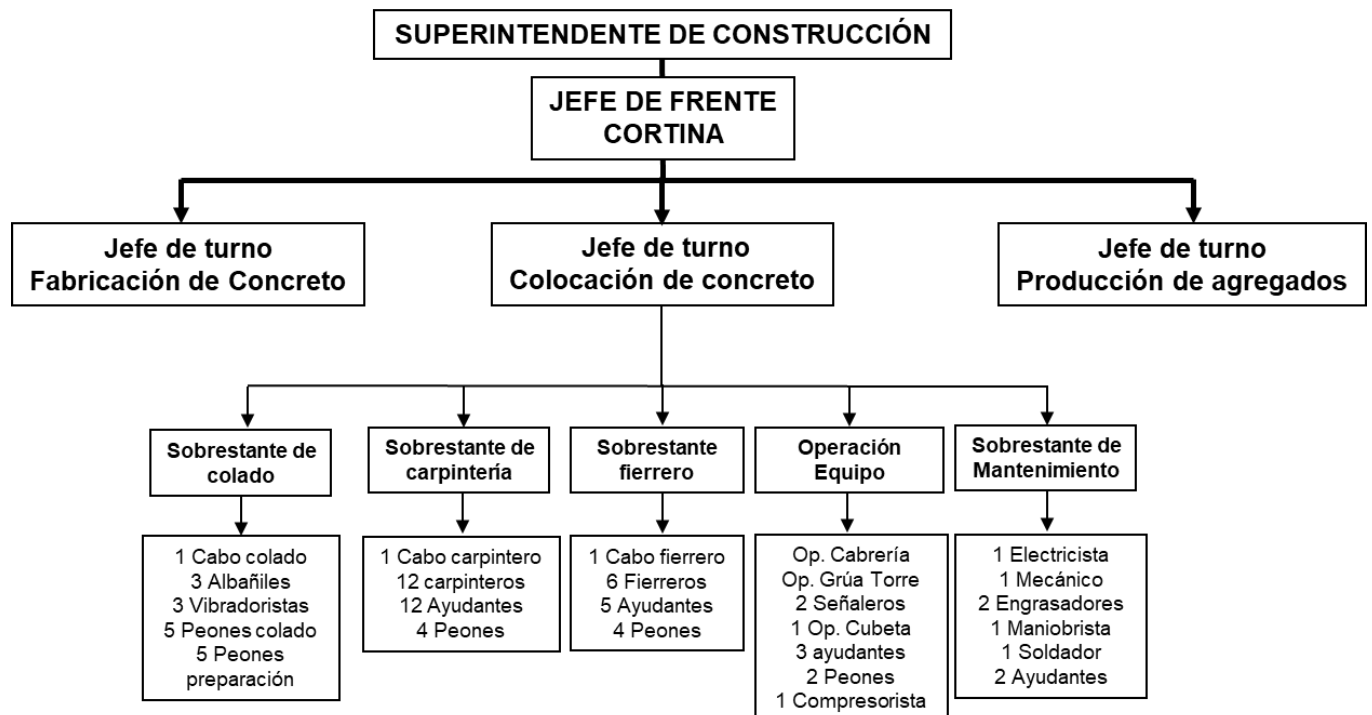 SUPERINTENDENTE DE CONSTRUCCIÓN
JEFE DE FRENTE
CORTINA
Jefe de turno
Fabricación de Concreto
Jefe de turno
Colocación de concreto
Jefe de turno
Producción de agregados
Sobrestante de
colado
Sobrestante de
carpintería
Sobrestante
fierrero
Operación
Equipo
Sobrestante de
Mantenimiento
1 Cabo colado
3 Albañiles
3 Vibradoristas
5 Peones colado
5 Peones
preparación
1 Cabo carpintero
12 carpinteros
12 Ayudantes
4 Peones
1 Cabo fierrero
6 Fierreros
5 Ayudantes
4 Peones
Op. Cabrería
Op. Grúa Torre
2 Señaleros
1 Op. Cubeta
3 ayudantes
2 Peones
1 Compresorista
1 Electricista
1 Mecánico
2 Engrasadores
1 Maniobrista
1 Soldador
2 Ayudantes